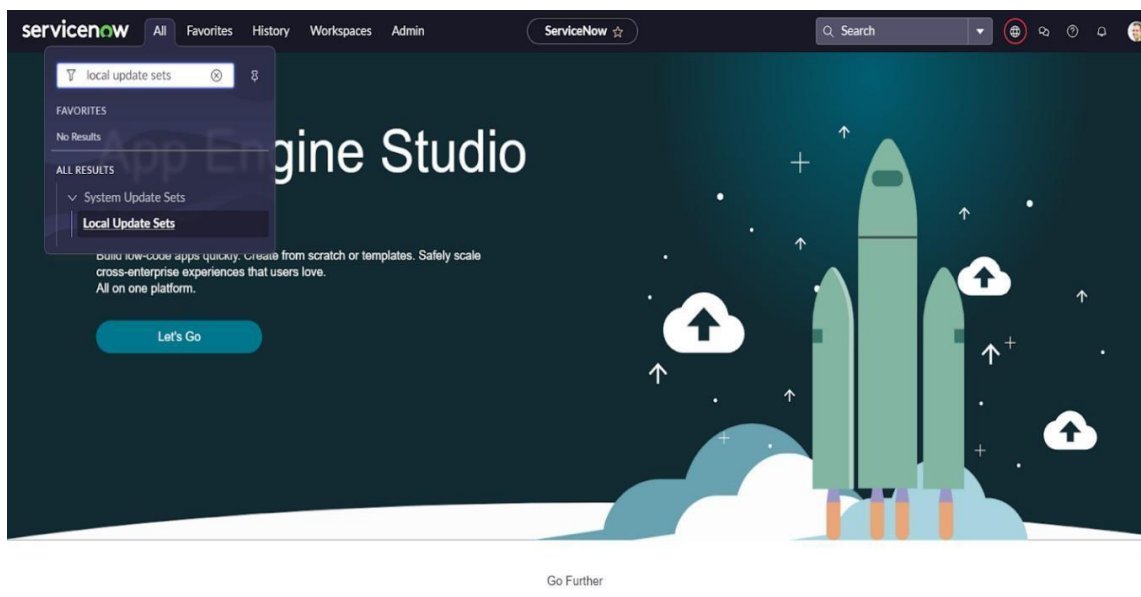 servicenow All Favorites History Workspaces Admin ServiceNow Search
local update sets
FAVORITES
No Results
App Engine Studio
ALL RESULTS
System Update Sets
Local Update Sets
Build low-code apps quickly. Create from scratch or templates. Safely scale
cross-enterprise experiences that users love.
All on one platform.
Let's Go
Go Further